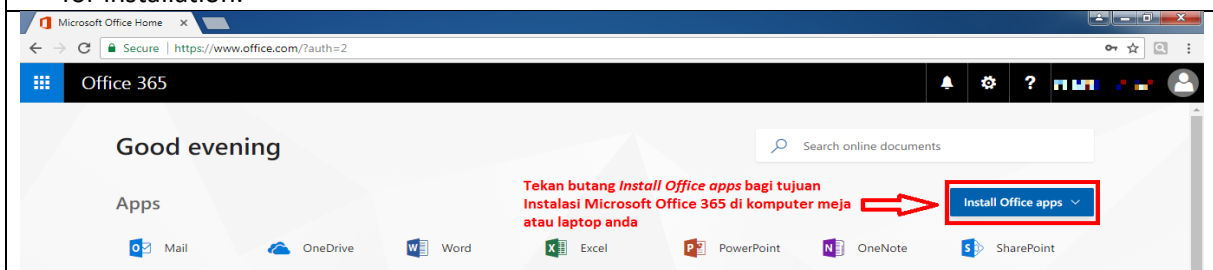 for installation.
Microsoft Office Home
Secure | https://www.office.com/?auth=2
Office 365
?
Good evening
Search online documents
Tekan butang Install Office apps bagi tujuan
Instalasi Microsoft Office 365 di komputer meja
atau laptop anda
Apps
Install Office apps
Mail OneDrive Word Excel PowerPoint OneNote SharePoint